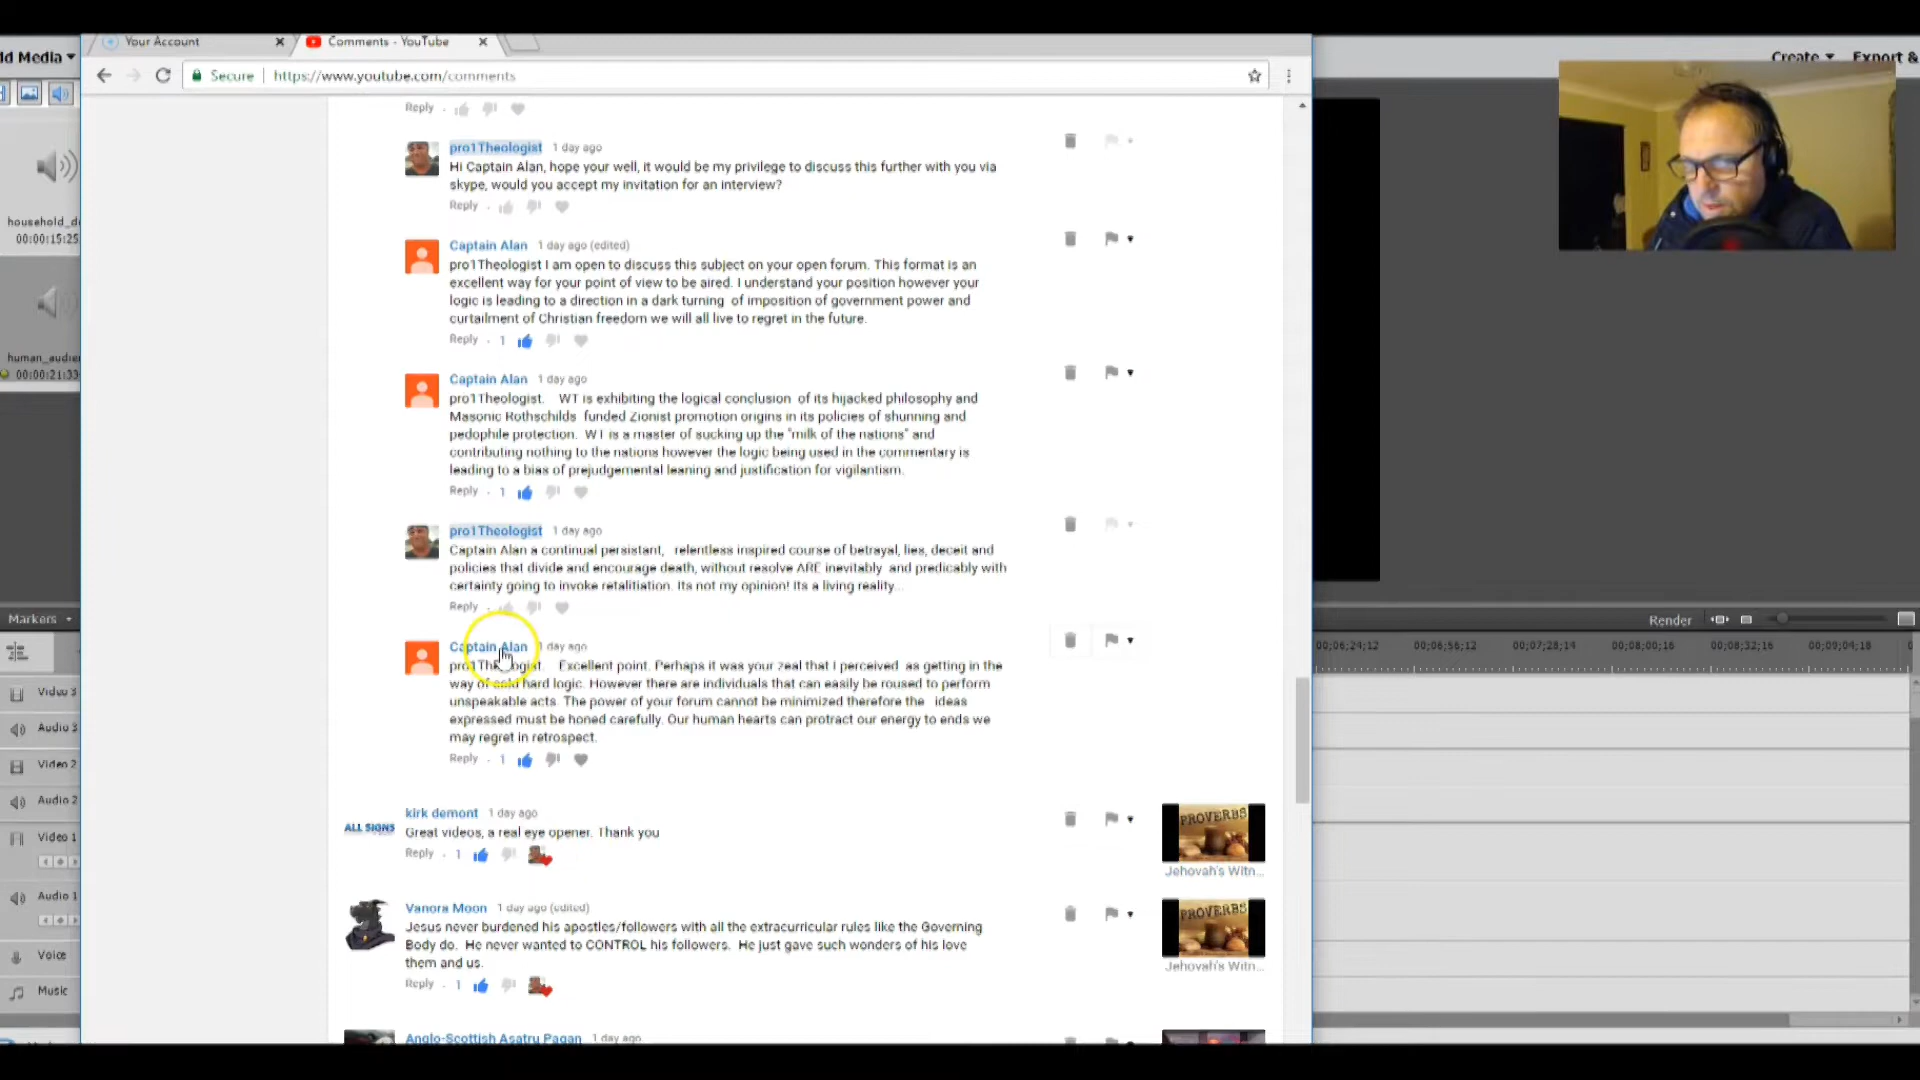 Your Account
Comments - YouTube
ld Media
Create
Export &
Secure
https://www.youtube.com/comments
Reply
pro1Theologist 1 day ago
Hi Captain Alan, hope your well, it would be my privilege to discuss this further with you via
skype, would you accept my invitation for an interview?
Reply
household_d
00:00:15:25
Captain Alan 1 day ago (edited)
pro1Theologist I am open to discuss this subject on your open forum. This format is an
excellent way for your point of view to be aired. I understand your position however your
logic is leading to a direction in a dark turning of imposition of government power and
curtailment of Christian freedom we will all live to regret in the future.
Reply 1
human_audie
00:00:21:33
Captain Alan 1 day ago
pro1Theologist. WT is exhibiting the logical conclusion of its hijacked philosophy and
Masonic Rothschilds funded Zionist promotion origins in its policies of shunning and
pedophile protection. WT is a master of sucking up the "milk of the nations" and
contributing nothing to the nations however the logic being used in the commentary is
leading to a bias of prejudgemental leaning and justification for vigilantism.
Reply 1
pro1Theologist 1 day ago
Captain Alan a continual persistant, relentless inspired course of betrayal, lies, deceit and
policies that divide and encourage death, without resolve ARE inevitably and predicably with
certainty going to invoke retalitiation. Its not my opinion! Its a living reality...
Reply
Markers
Render
00;06;24;12 00;06;56;12 00;07;28;14 00;08;00;16 00;08;32;16 00;09;04;18
Captain Alan 1 day ago
pro1Theologist Excellent point. Perhaps it was your zeal that I perceived as getting in the
way of cold hard logic. However there are individuals that can easily be roused to perform
unspeakable acts. The power of your forum cannot be minimized therefore the ideas
expressed must be honed carefully. Our human hearts can protract our energy to ends we
may regret in retrospect.
Reply 1
Video 3
Audio 3
Video 2
Audio 2
Video 1
Audio 1
Voice
Music
ALL SIGNS
kirk demont 1 day ago
Great videos, a real eye opener. Thank you
Reply 1
PROVERBS
Jehovah's Witn...
Vanora Moon 1 day ago (edited)
Jesus never burdened his apostles/followers with all the extracurricular rules like the Governing
Body do. He never wanted to CONTROL his followers. He just gave such wonders of his love
them and us.
Reply 1
PROVERBS
Jehovah's Witn...
Anglo-Scottish Asatru Pagan 1 day ago